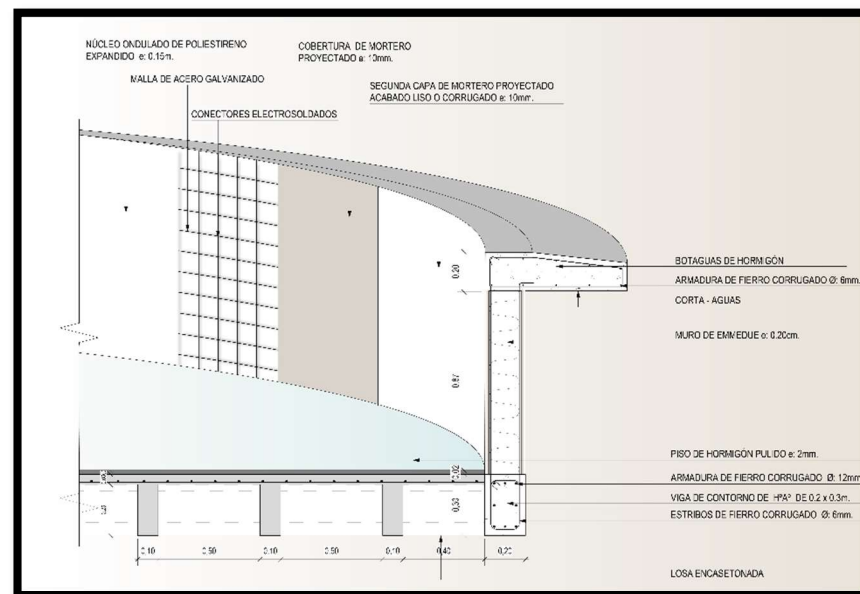 NÚCLEO ONDULADO DE POLIESTIRENO
EXPANDIDO e: 0.15m.
COBERTURA DE MORTERO
PROYECTADO e: 10mm.
MALLA DE ACERO GALVANIZADO
SEGUNDA CAPA DE MORTERO PROYECTADO
ACABADO LISO O CORRUGADO e: 10mm.
CONECTORES ELECTROSOLDADOS
0,20
BOTAGUAS DE HORMIGÓN
ARMADURA DE FIERRO CORRUGADO Ø: 6mm.
CORTA - AGUAS
MURO DE EMMEDUE e: 0.20cm.
0,87
PISO DE HORMIGÓN PULIDO e: 2mm.
0,02
ARMADURA DE FIERRO CORRUGADO Ø: 12mm
VIGA DE CONTORNO DE HºAº DE 0.2 x 0.3m.
0,30
ESTRIBOS DE FIERRO CORRUGADO Ø: 6mm.
0,10 0,50 0,10 0,50 0,10 0,40 0,20
LOSA ENCASETONADA